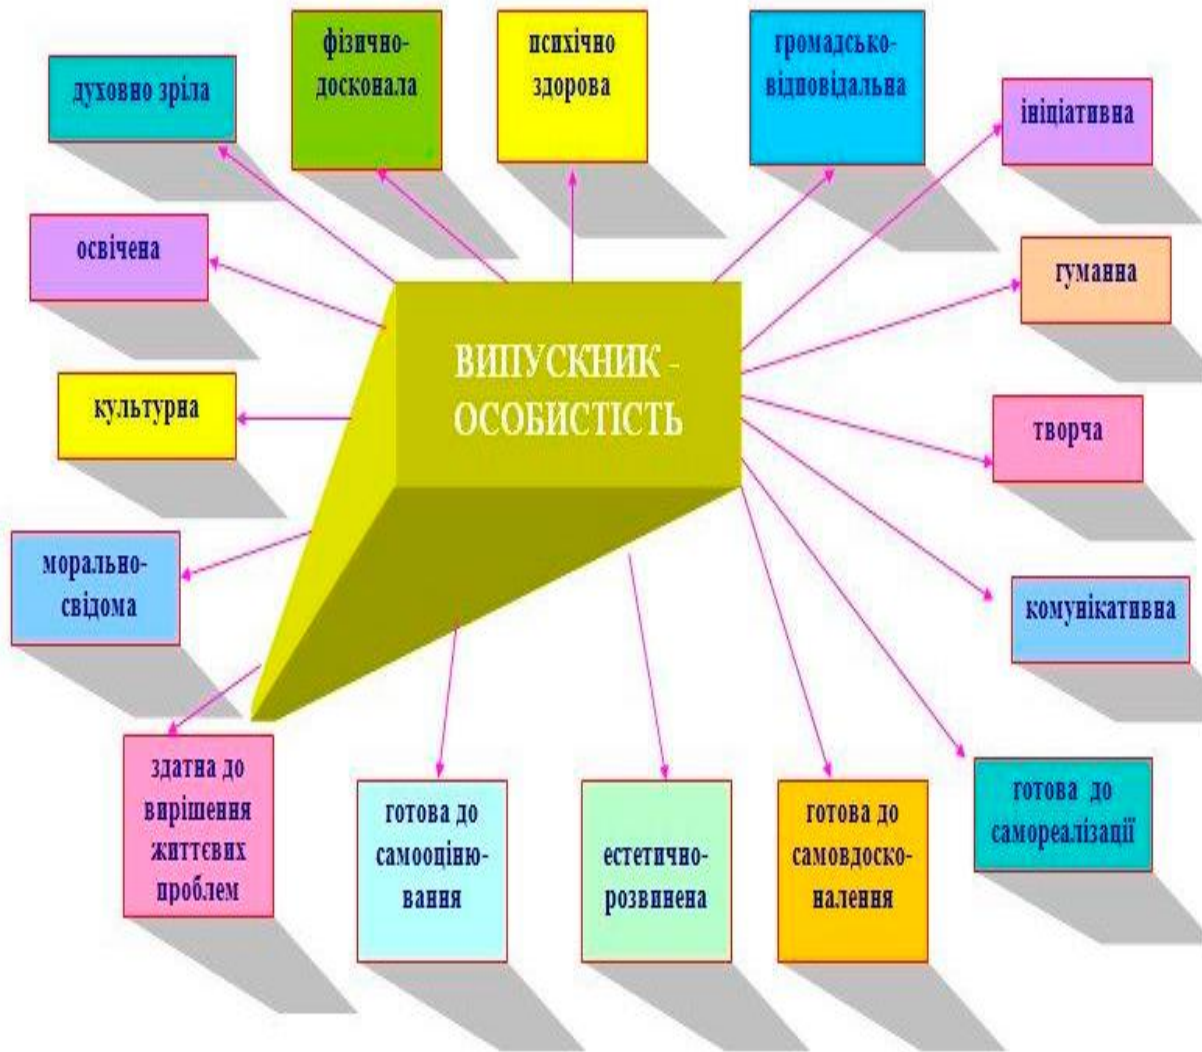 духовно зріла
фізично-
досконала
психічно
здорова
громадсько-
відповідальна
ініціативна
освічена
гуманна
ВИПУСКНИК -
ОСОБИСТІСТЬ
культурна
творча
морально-
свідома
комунікативна
здатна до
вирішення
життєвих
проблем
готова до
самооціню-
вання
естетично-
розвинена
готова до
самовдоско-
налення
готова до
самореалізації